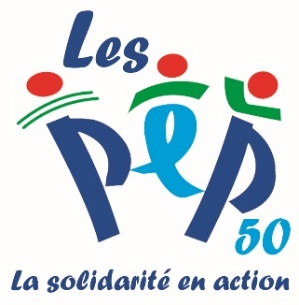 Les
pep
50
La solidarité en action